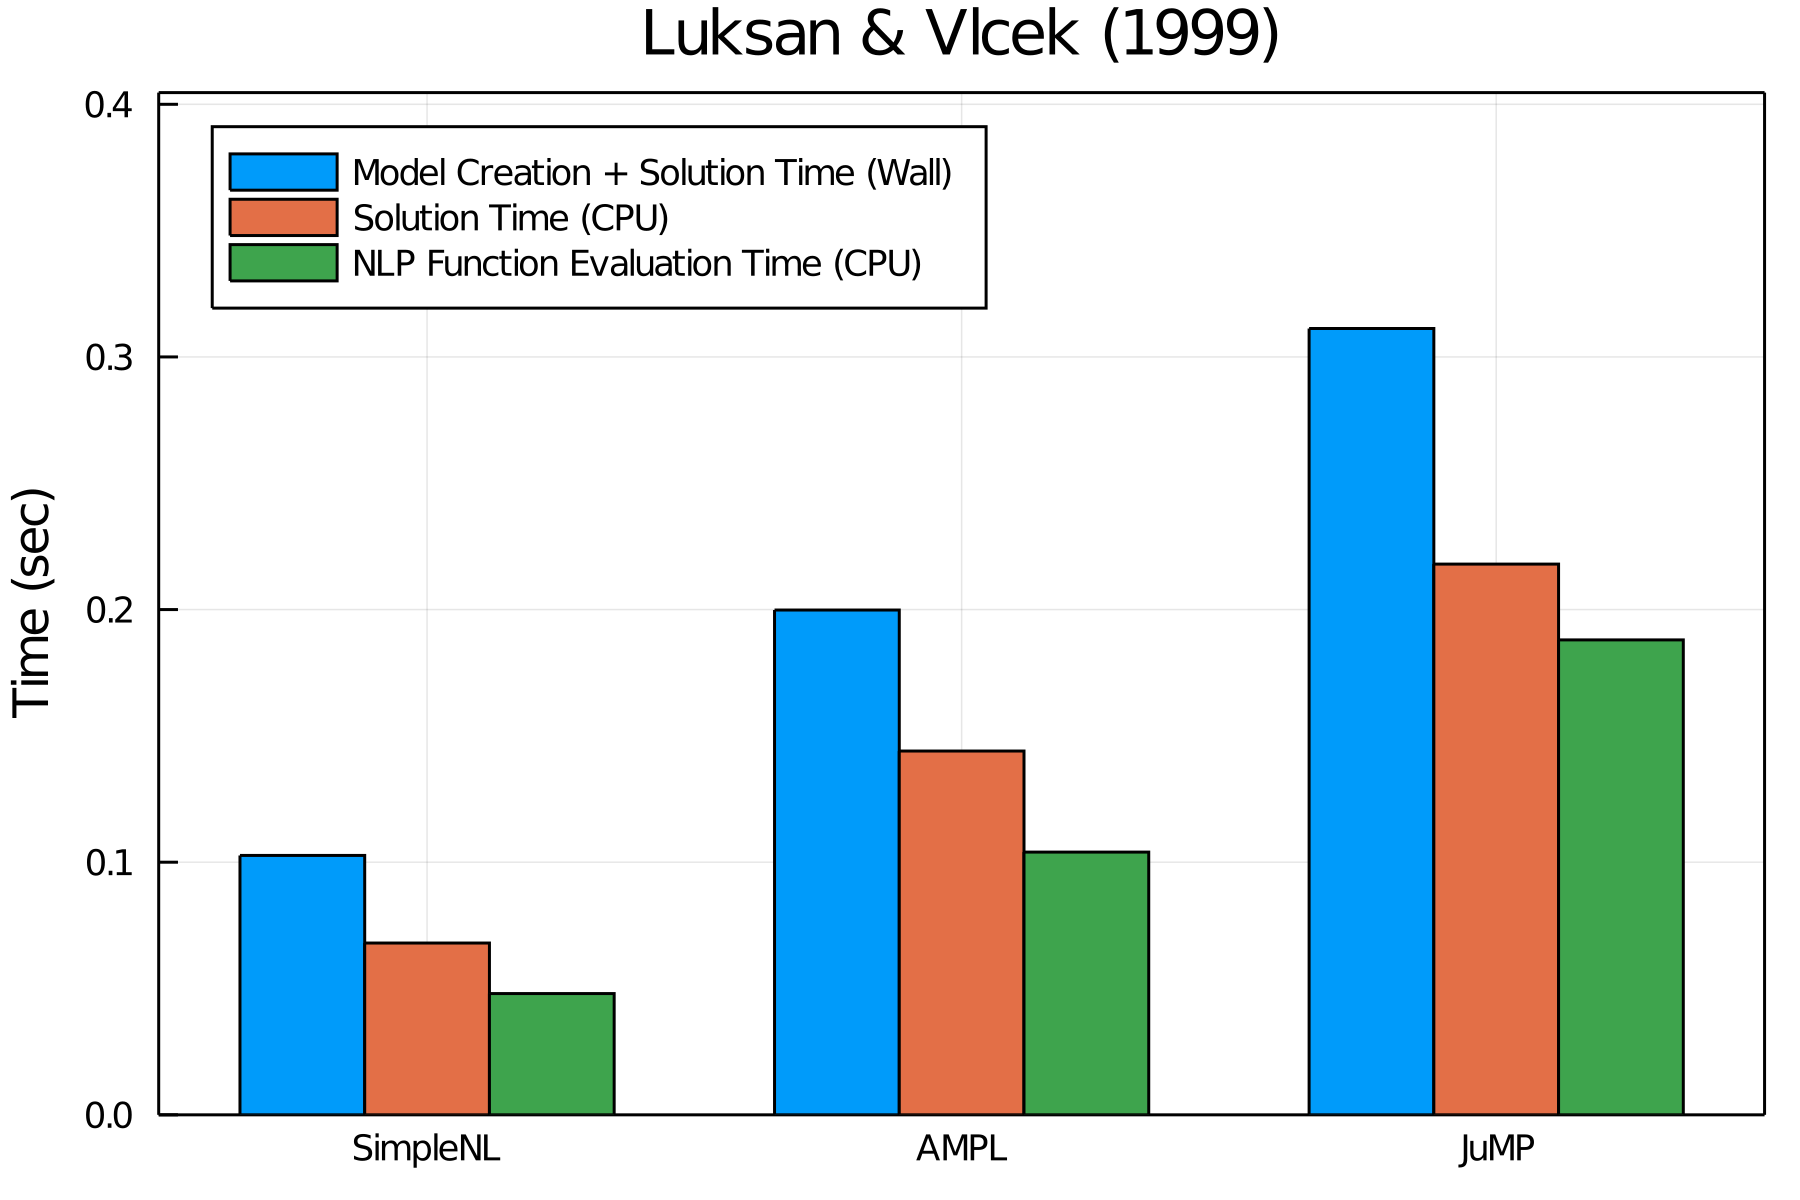 Luksan & Vlcek (1999)
Model Creation + Solution Time (Wall)
Solution Time (CPU)
NLP Function Evaluation Time (CPU)
Time (sec)
0.4
0.3
0.2
0.1
0.0
SimpleNL
AMPL
JuMP